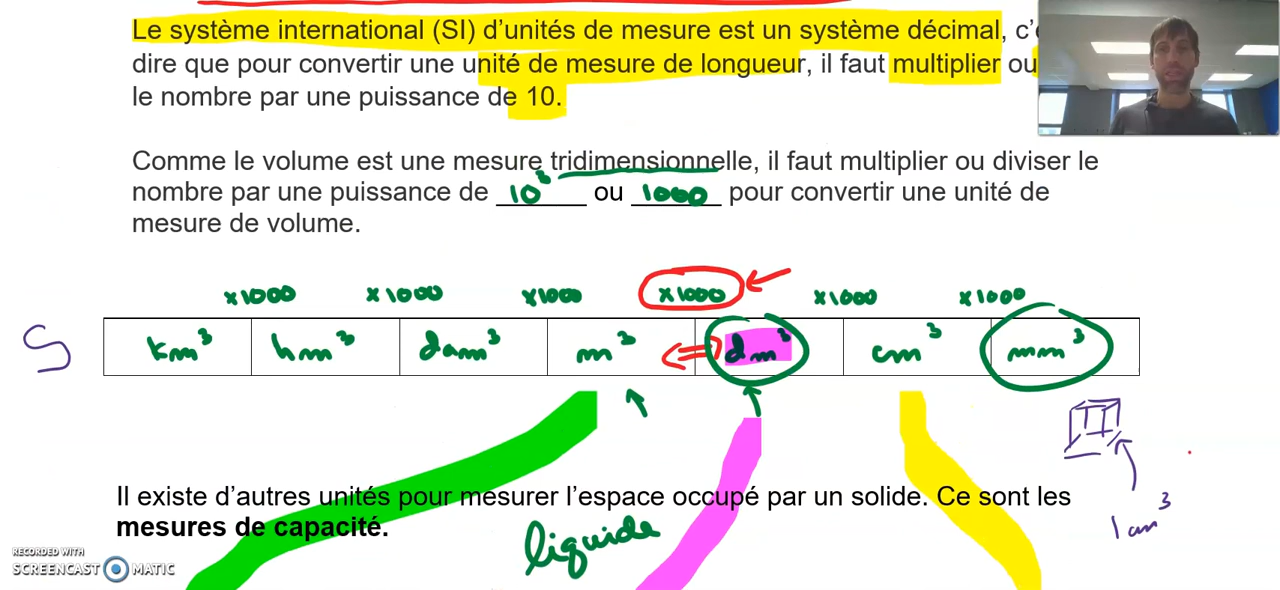 Le système international (SI) d'unités de mesure est un système décimal, c'
dire que pour convertir une unité de mesure de longueur, il faut multiplier ou
le nombre par une puissance de 10.
Comme le volume est une mesure tridimensionnelle, il faut multiplier ou diviser le
nombre par une puissance de 10³ ou 1000 pour convertir une unité de
mesure de volume.
x1000 x1000 x1000 x1000 x1000 x1000
S km³ hm³ dam³ m³ dm³ cm³ mm³
Il existe d'autres unités pour mesurer l'espace occupé par un solide. Ce sont les
mesures de capacité.
liquide
1 cm³
RECORDED WITH
SCREENCAST MATIC